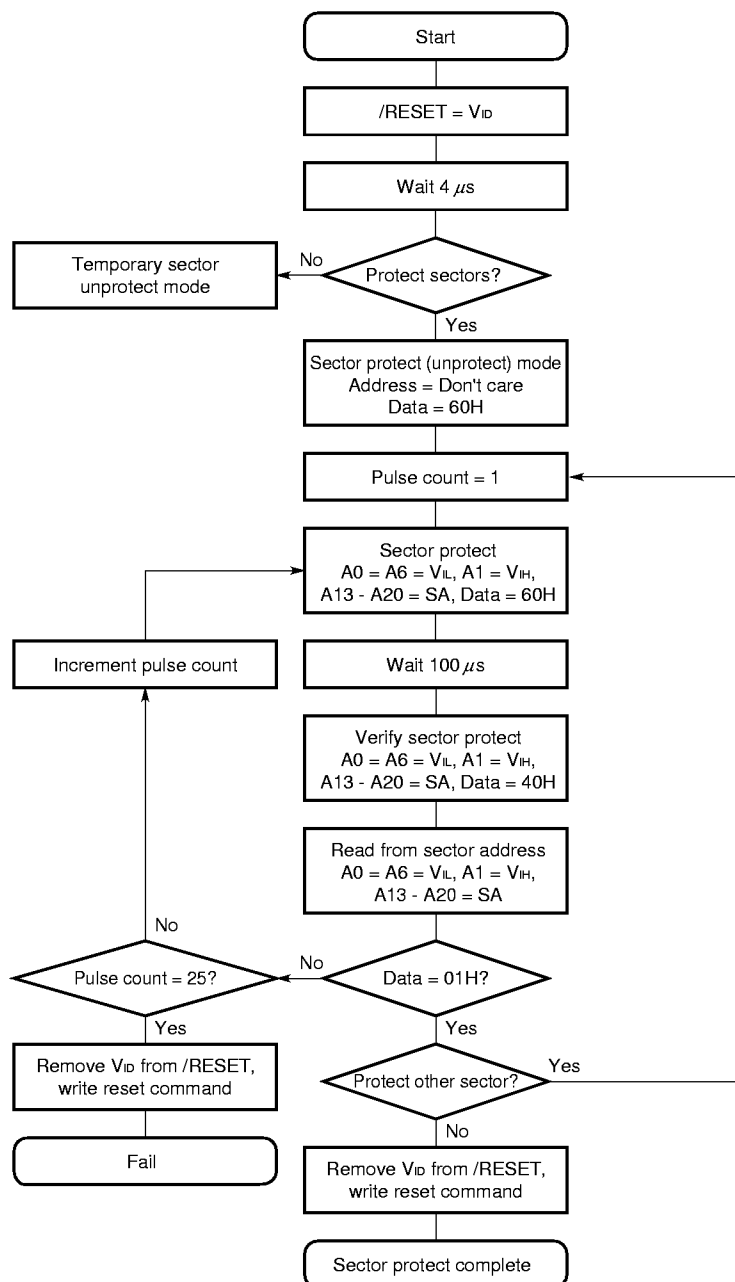 Start
/RESET = VID
Wait 4 μs
No
Temporary sector
unprotect mode
Protect sectors?
Yes
Sector protect (unprotect) mode
Address = Don't care
Data = 60H
Pulse count = 1
Sector protect
A0 = A6 = VIL, A1 = VIH,
A13 - A20 = SA, Data = 60H
Increment pulse count
Wait 100 μs
Verify sector protect
A0 = A6 = VIL, A1 = VIH,
A13 - A20 = SA, Data = 40H
Read from sector address
A0 = A6 = VIL, A1 = VIH,
A13 - A20 = SA
No
No
Pulse count = 25?
Data = 01H?
Yes
Yes
Remove VID from /RESET,
write reset command
Protect other sector?
Yes
No
Fail
Remove VID from /RESET,
write reset command
Sector protect complete